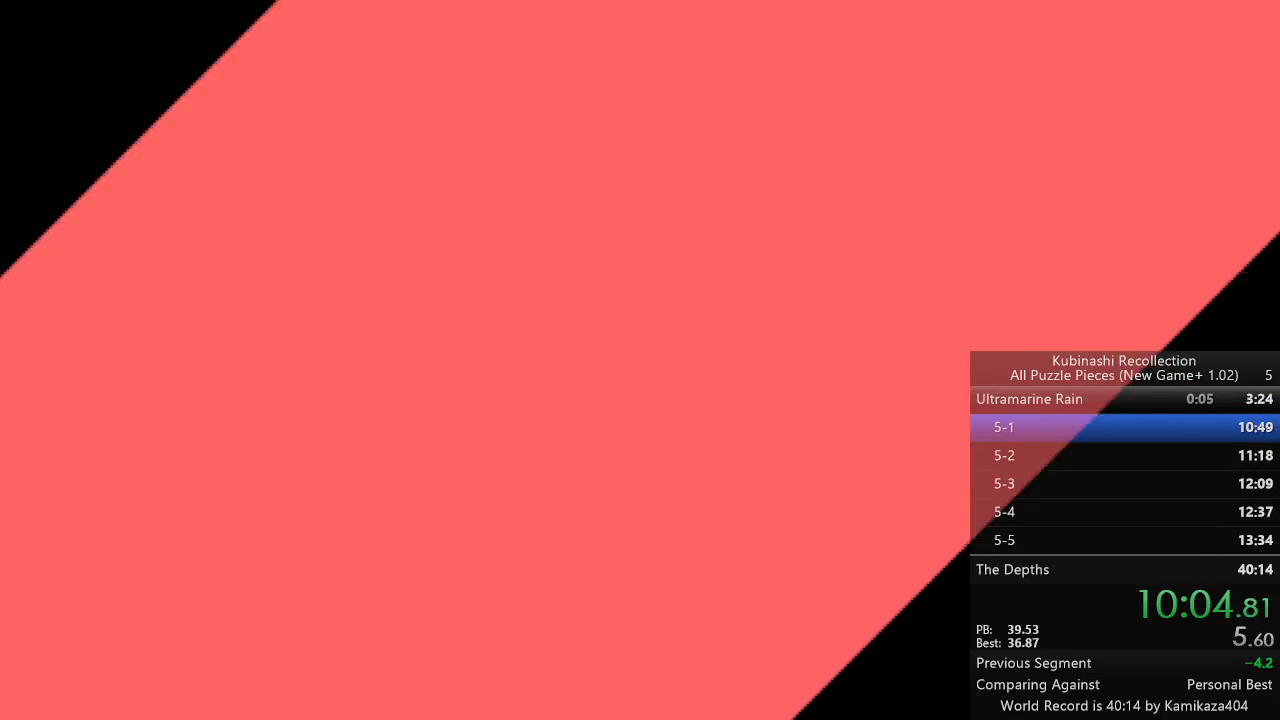 Kubinashi Recollection
All Puzzle Pieces (New Game+ 1.02) 5
Ultramarine Rain 0:05 3:24
5-1 10:49
5-2 11:18
5-3 12:09
5-4 12:37
5-5 13:34
The Depths 40:14
10:04.81
PB: 39.53
Best: 36.87
5.60
Previous Segment −4.2
Comparing Against Personal Best
World Record is 40:14 by Kamikaza404